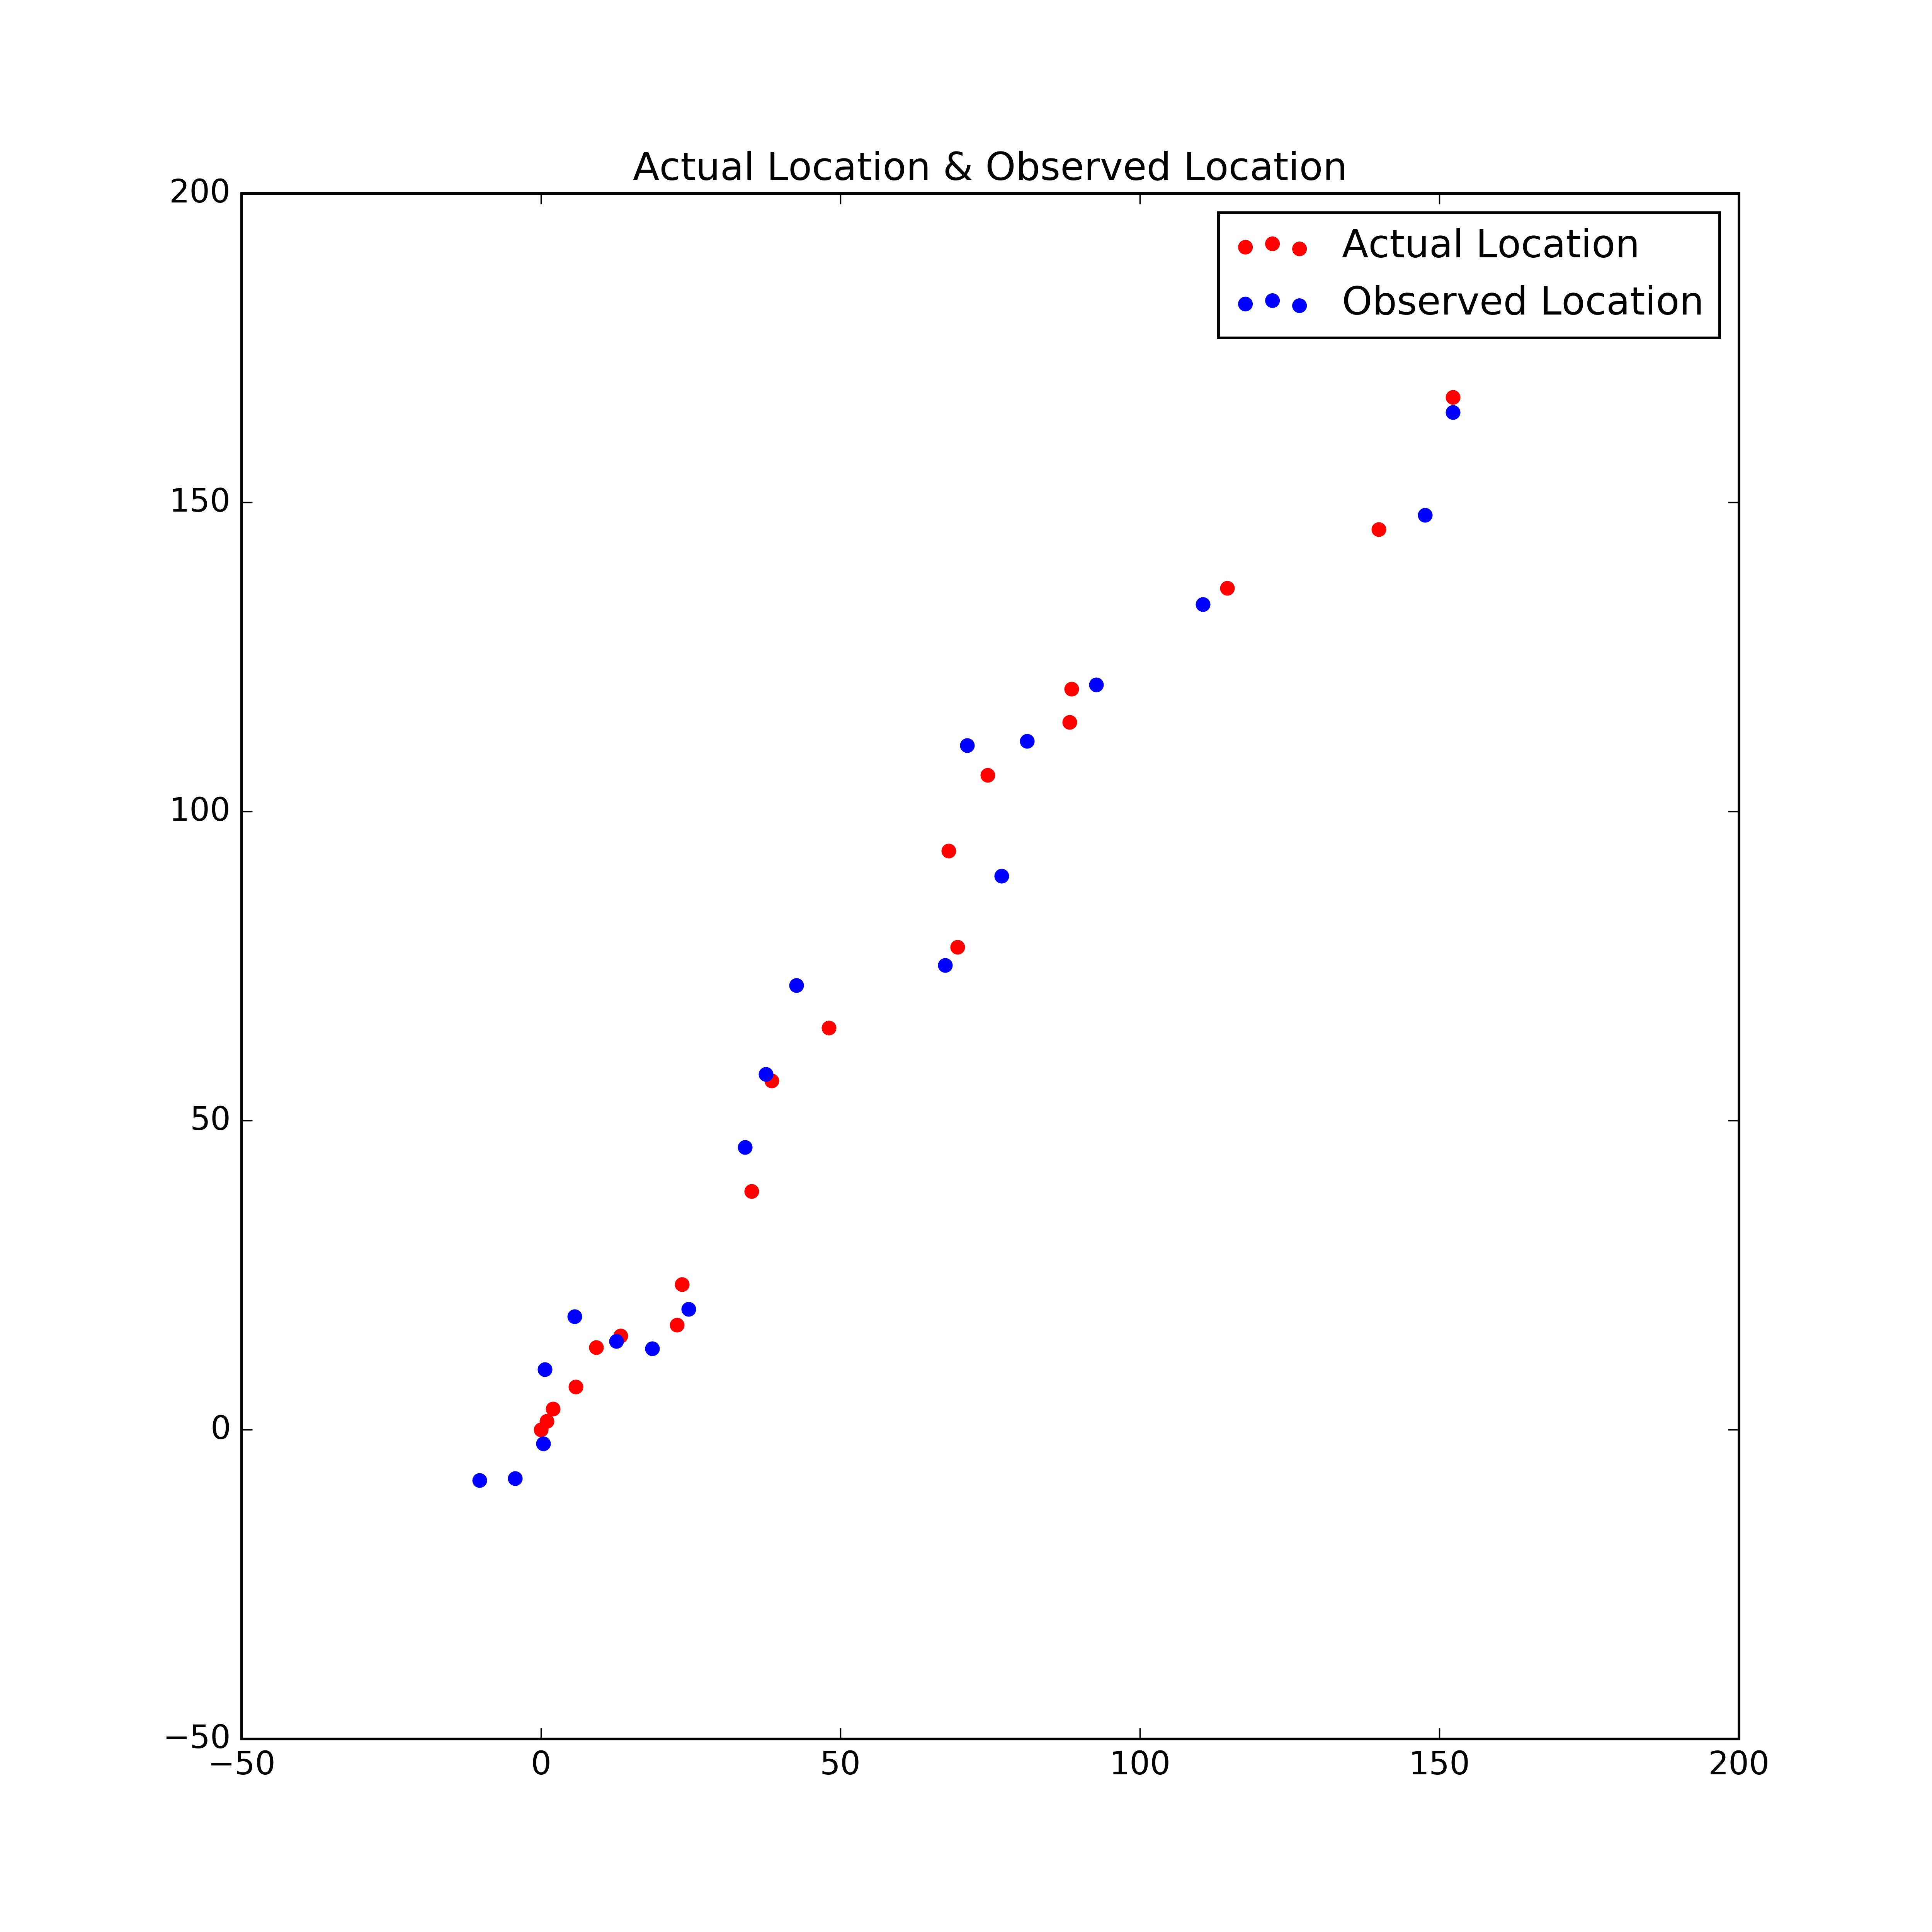 Actual Location & Observed Location
200
Actual Location
Observed Location
150
100
50
0
−50
−50 0 50 100 150 200